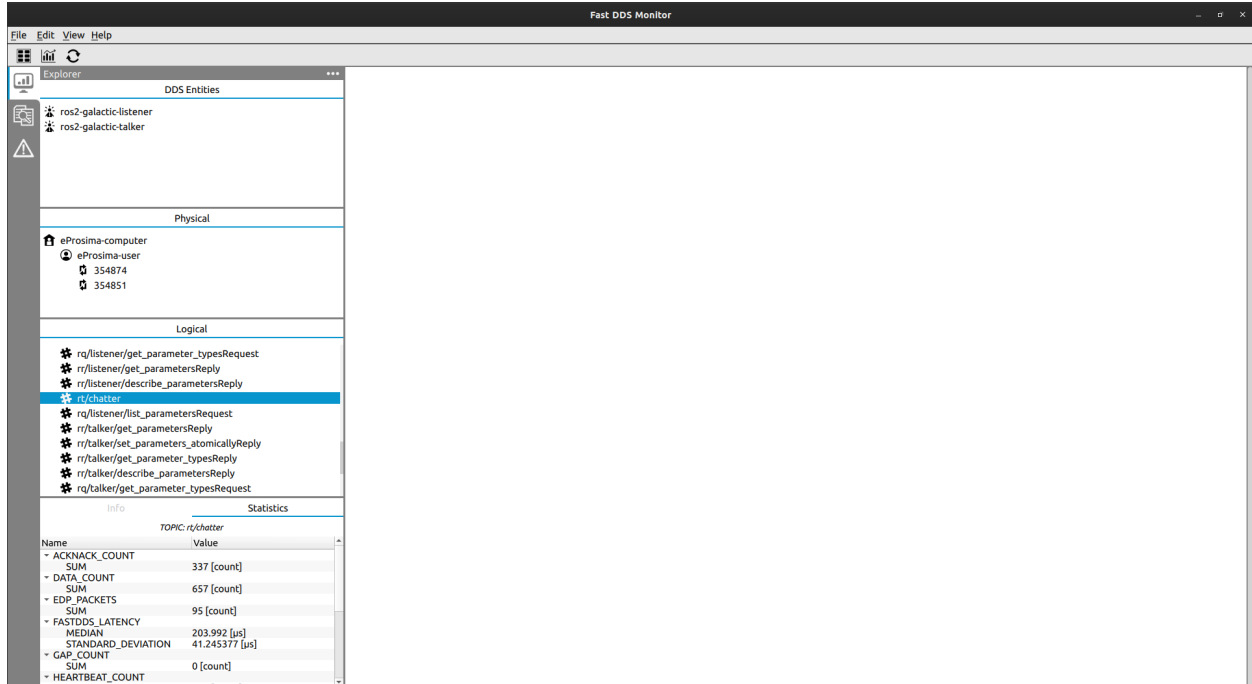 Fast DDS Monitor
File Edit View Help
Explorer
DDS Entities
ros2-galactic-listener
ros2-galactic-talker
Physical
eProsima-computer
eProsima-user
354874
354851
Logical
rq/listener/get_parameter_typesRequest
rr/listener/get_parametersReply
rr/listener/describe_parametersReply
rt/chatter
rq/listener/list_parametersRequest
rr/talker/get_parametersReply
rr/talker/set_parameters_atomicallyReply
rr/talker/get_parameter_typesReply
rr/talker/describe_parametersReply
rq/talker/get_parameter_typesRequest
Info Statistics
TOPIC: rt/chatter
Name Value
ACKNACK_COUNT
SUM 337 [count]
DATA_COUNT
SUM 657 [count]
EDP_PACKETS
SUM 95 [count]
FASTDDS_LATENCY
MEDIAN 203.992 [µs]
STANDARD_DEVIATION 41.245377 [µs]
GAP_COUNT
SUM 0 [count]
HEARTBEAT_COUNT